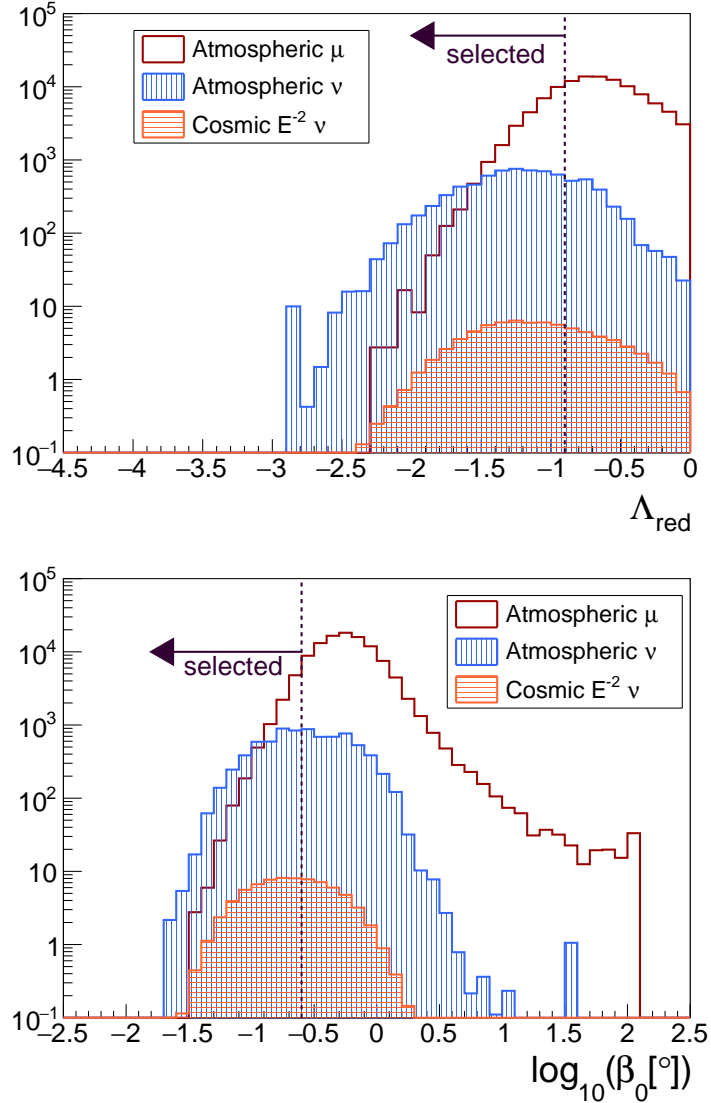 10^5
10^4
10^3
10^2
10
1
10^-1
Atmospheric μ
Atmospheric ν
Cosmic E^-2 ν
selected
−4.5 −4 −3.5 −3 −2.5 −2 −1.5 −1 −0.5 0
Λ_red
10^5
10^4
10^3
10^2
10
1
10^-1
Atmospheric μ
Atmospheric ν
Cosmic E^-2 ν
selected
−2.5 −2 −1.5 −1 −0.5 0 0.5 1 1.5 2 2.5
log_10(β_0[°])